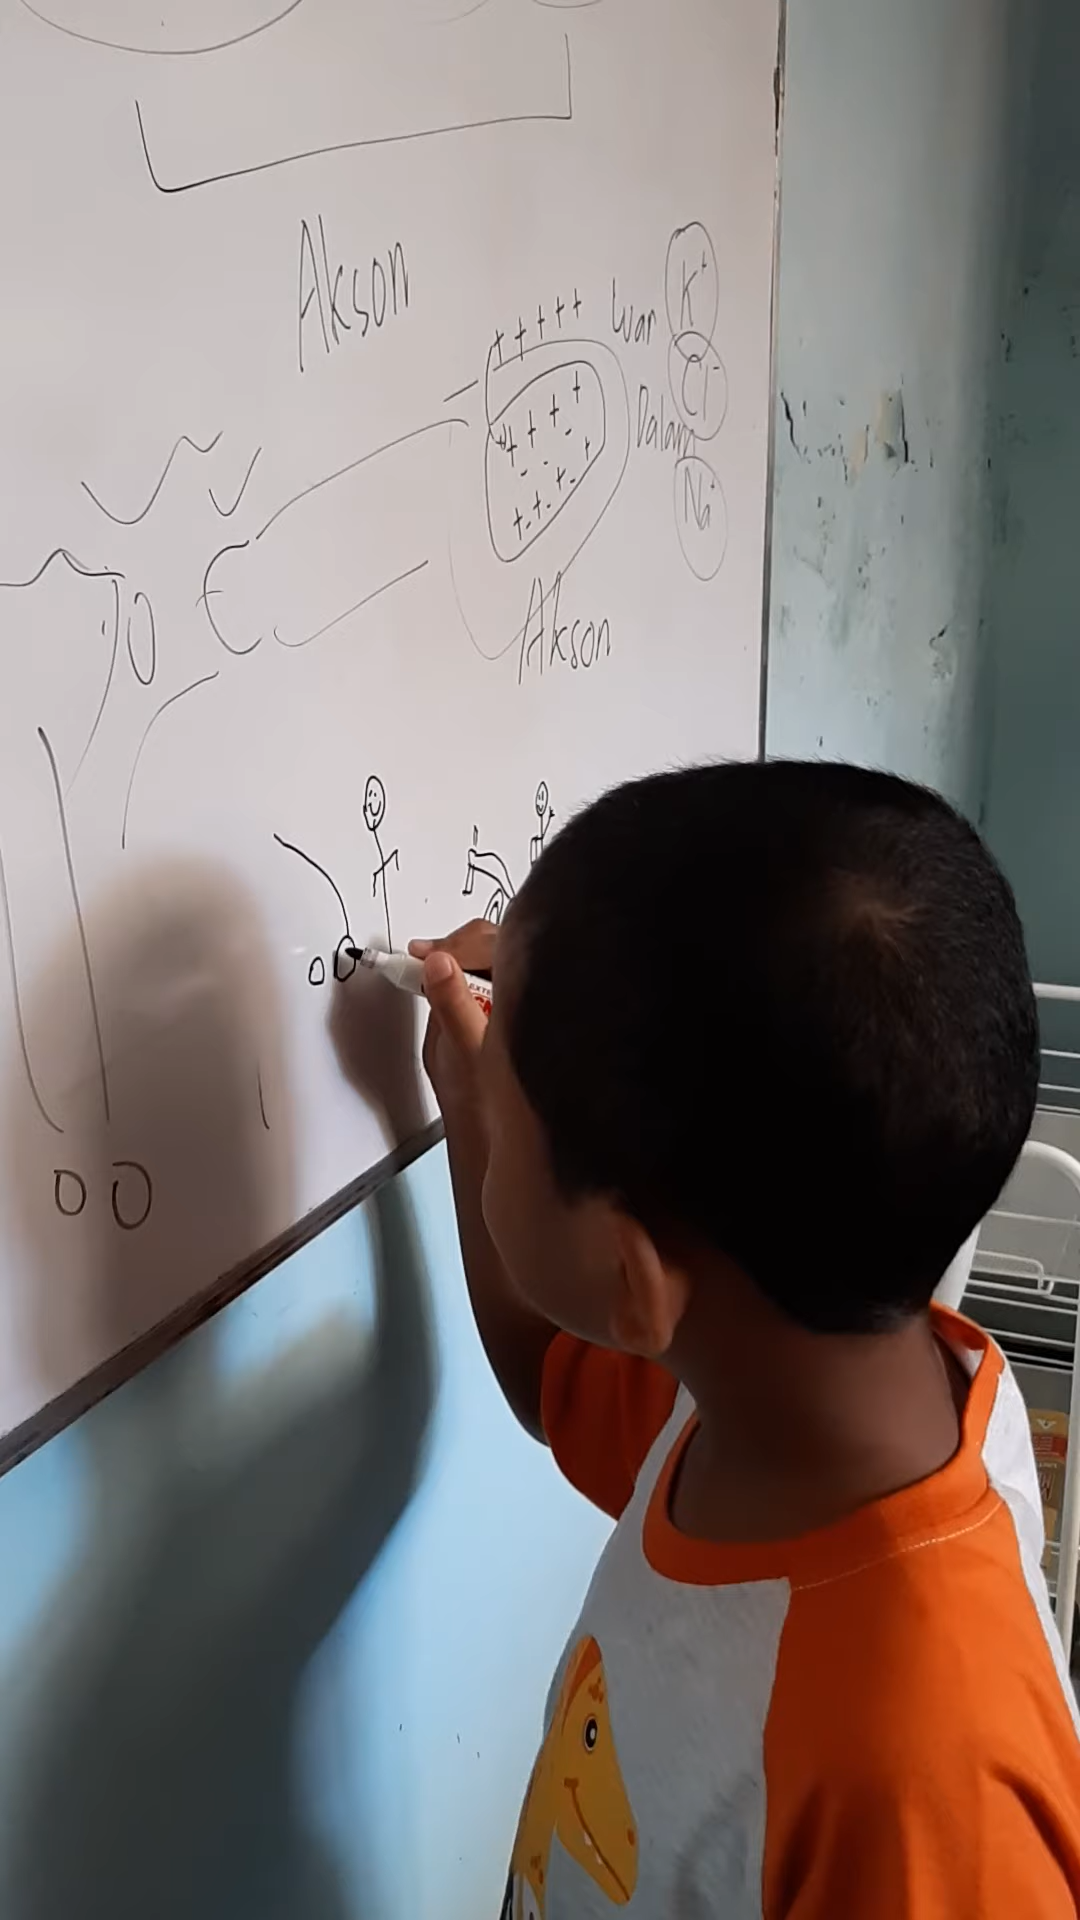 Akson
+ + + + + Luar K⁺
Cl⁻
Dalam
Na⁺
Akson